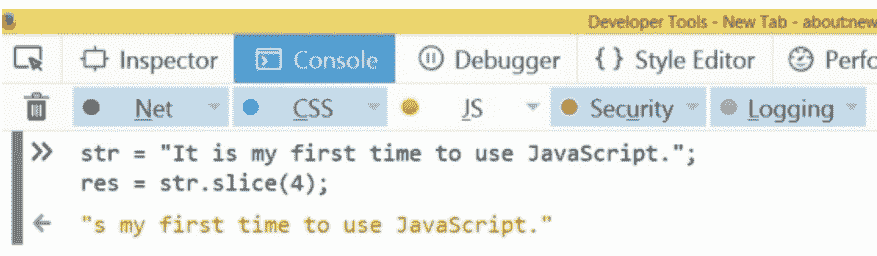 Developer Tools - New Tab - about:new
Inspector Console Debugger { } Style Editor Perfo
Net CSS JS Security Logging
» str = "It is my first time to use JavaScript.";
res = str.slice(4);
← "s my first time to use JavaScript."